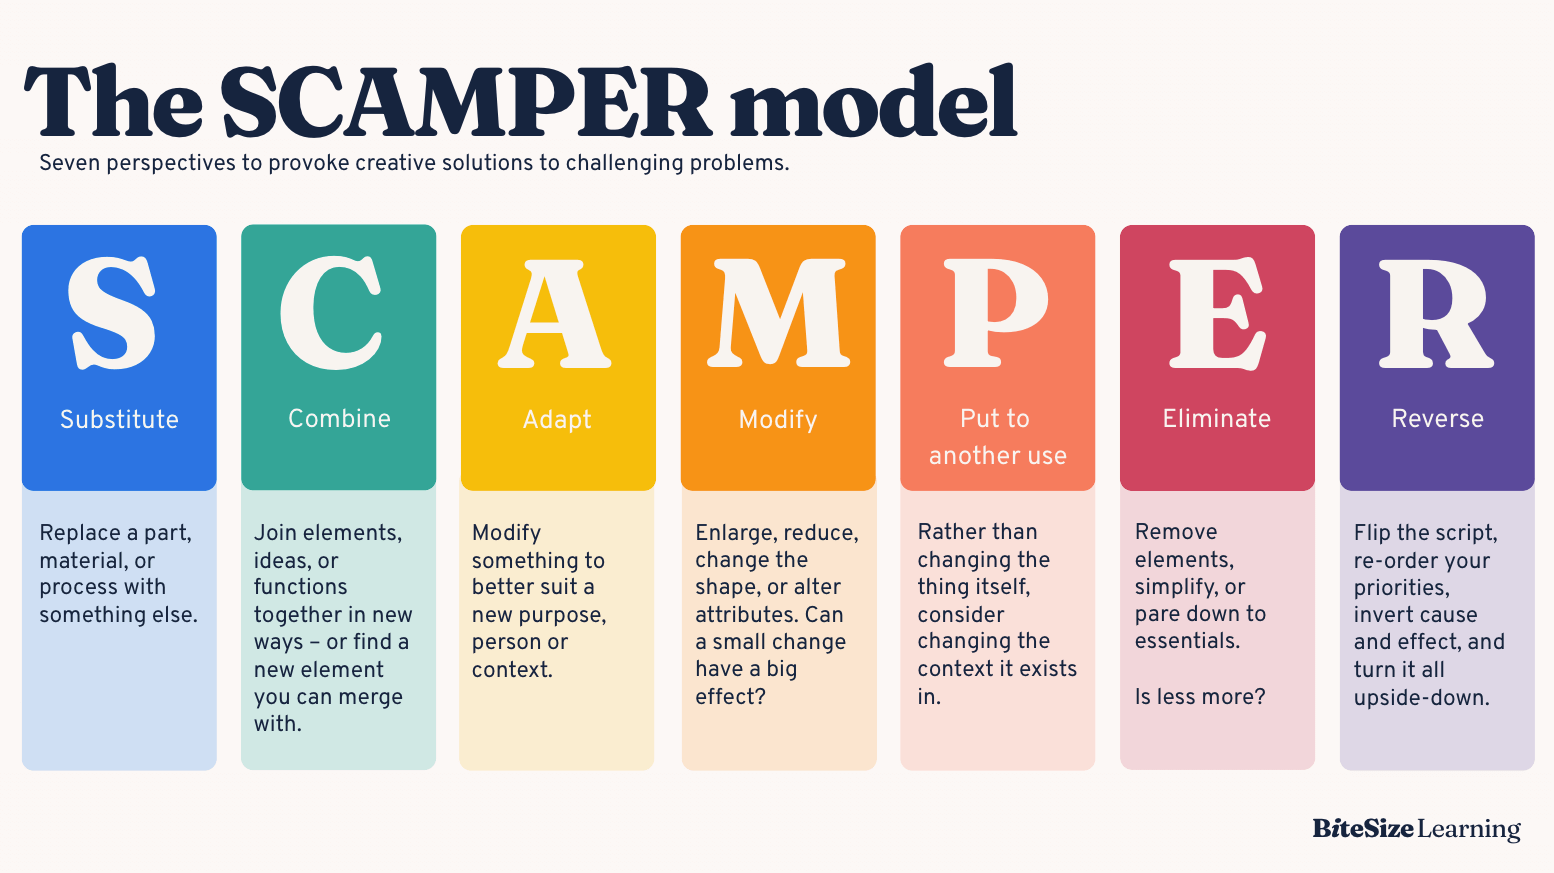 The SCAMPER model
Seven perspectives to provoke creative solutions to challenging problems.
S
Substitute
Replace a part,
material, or
process with
something else.
C
Combine
Join elements,
ideas, or
functions
together in new
ways – or find a
new element
you can merge
with.
A
Adapt
Modify
something to
better suit a
new purpose,
person or
context.
M
Modify
Enlarge, reduce,
change the
shape, or alter
attributes. Can
a small change
have a big
effect?
P
Put to
another use
Rather than
changing the
thing itself,
consider
changing the
context it exists
in.
E
Eliminate
Remove
elements,
simplify, or
pare down to
essentials.
Is less more?
R
Reverse
Flip the script,
re-order your
priorities,
invert cause
and effect, and
turn it all
upside-down.
BiteSize Learning